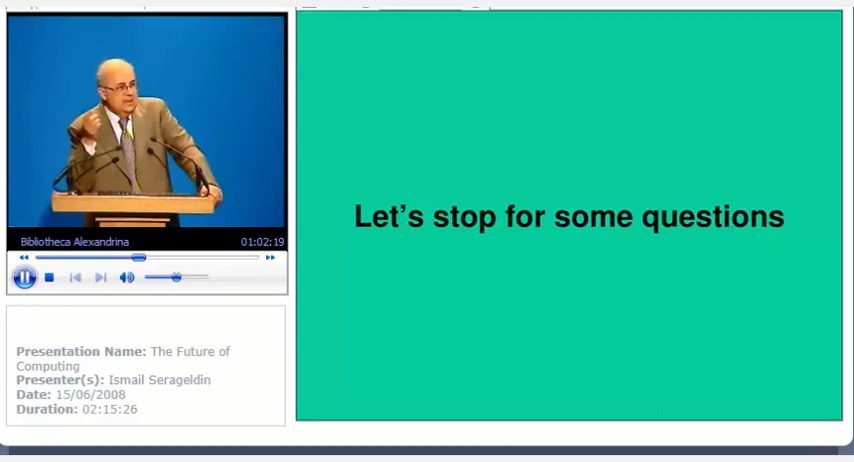 Bibliotheca Alexandrina 01:02:19
Presentation Name: The Future of
Computing
Presenter(s): Ismail Serageldin
Date: 15/06/2008
Duration: 02:15:26
Let's stop for some questions